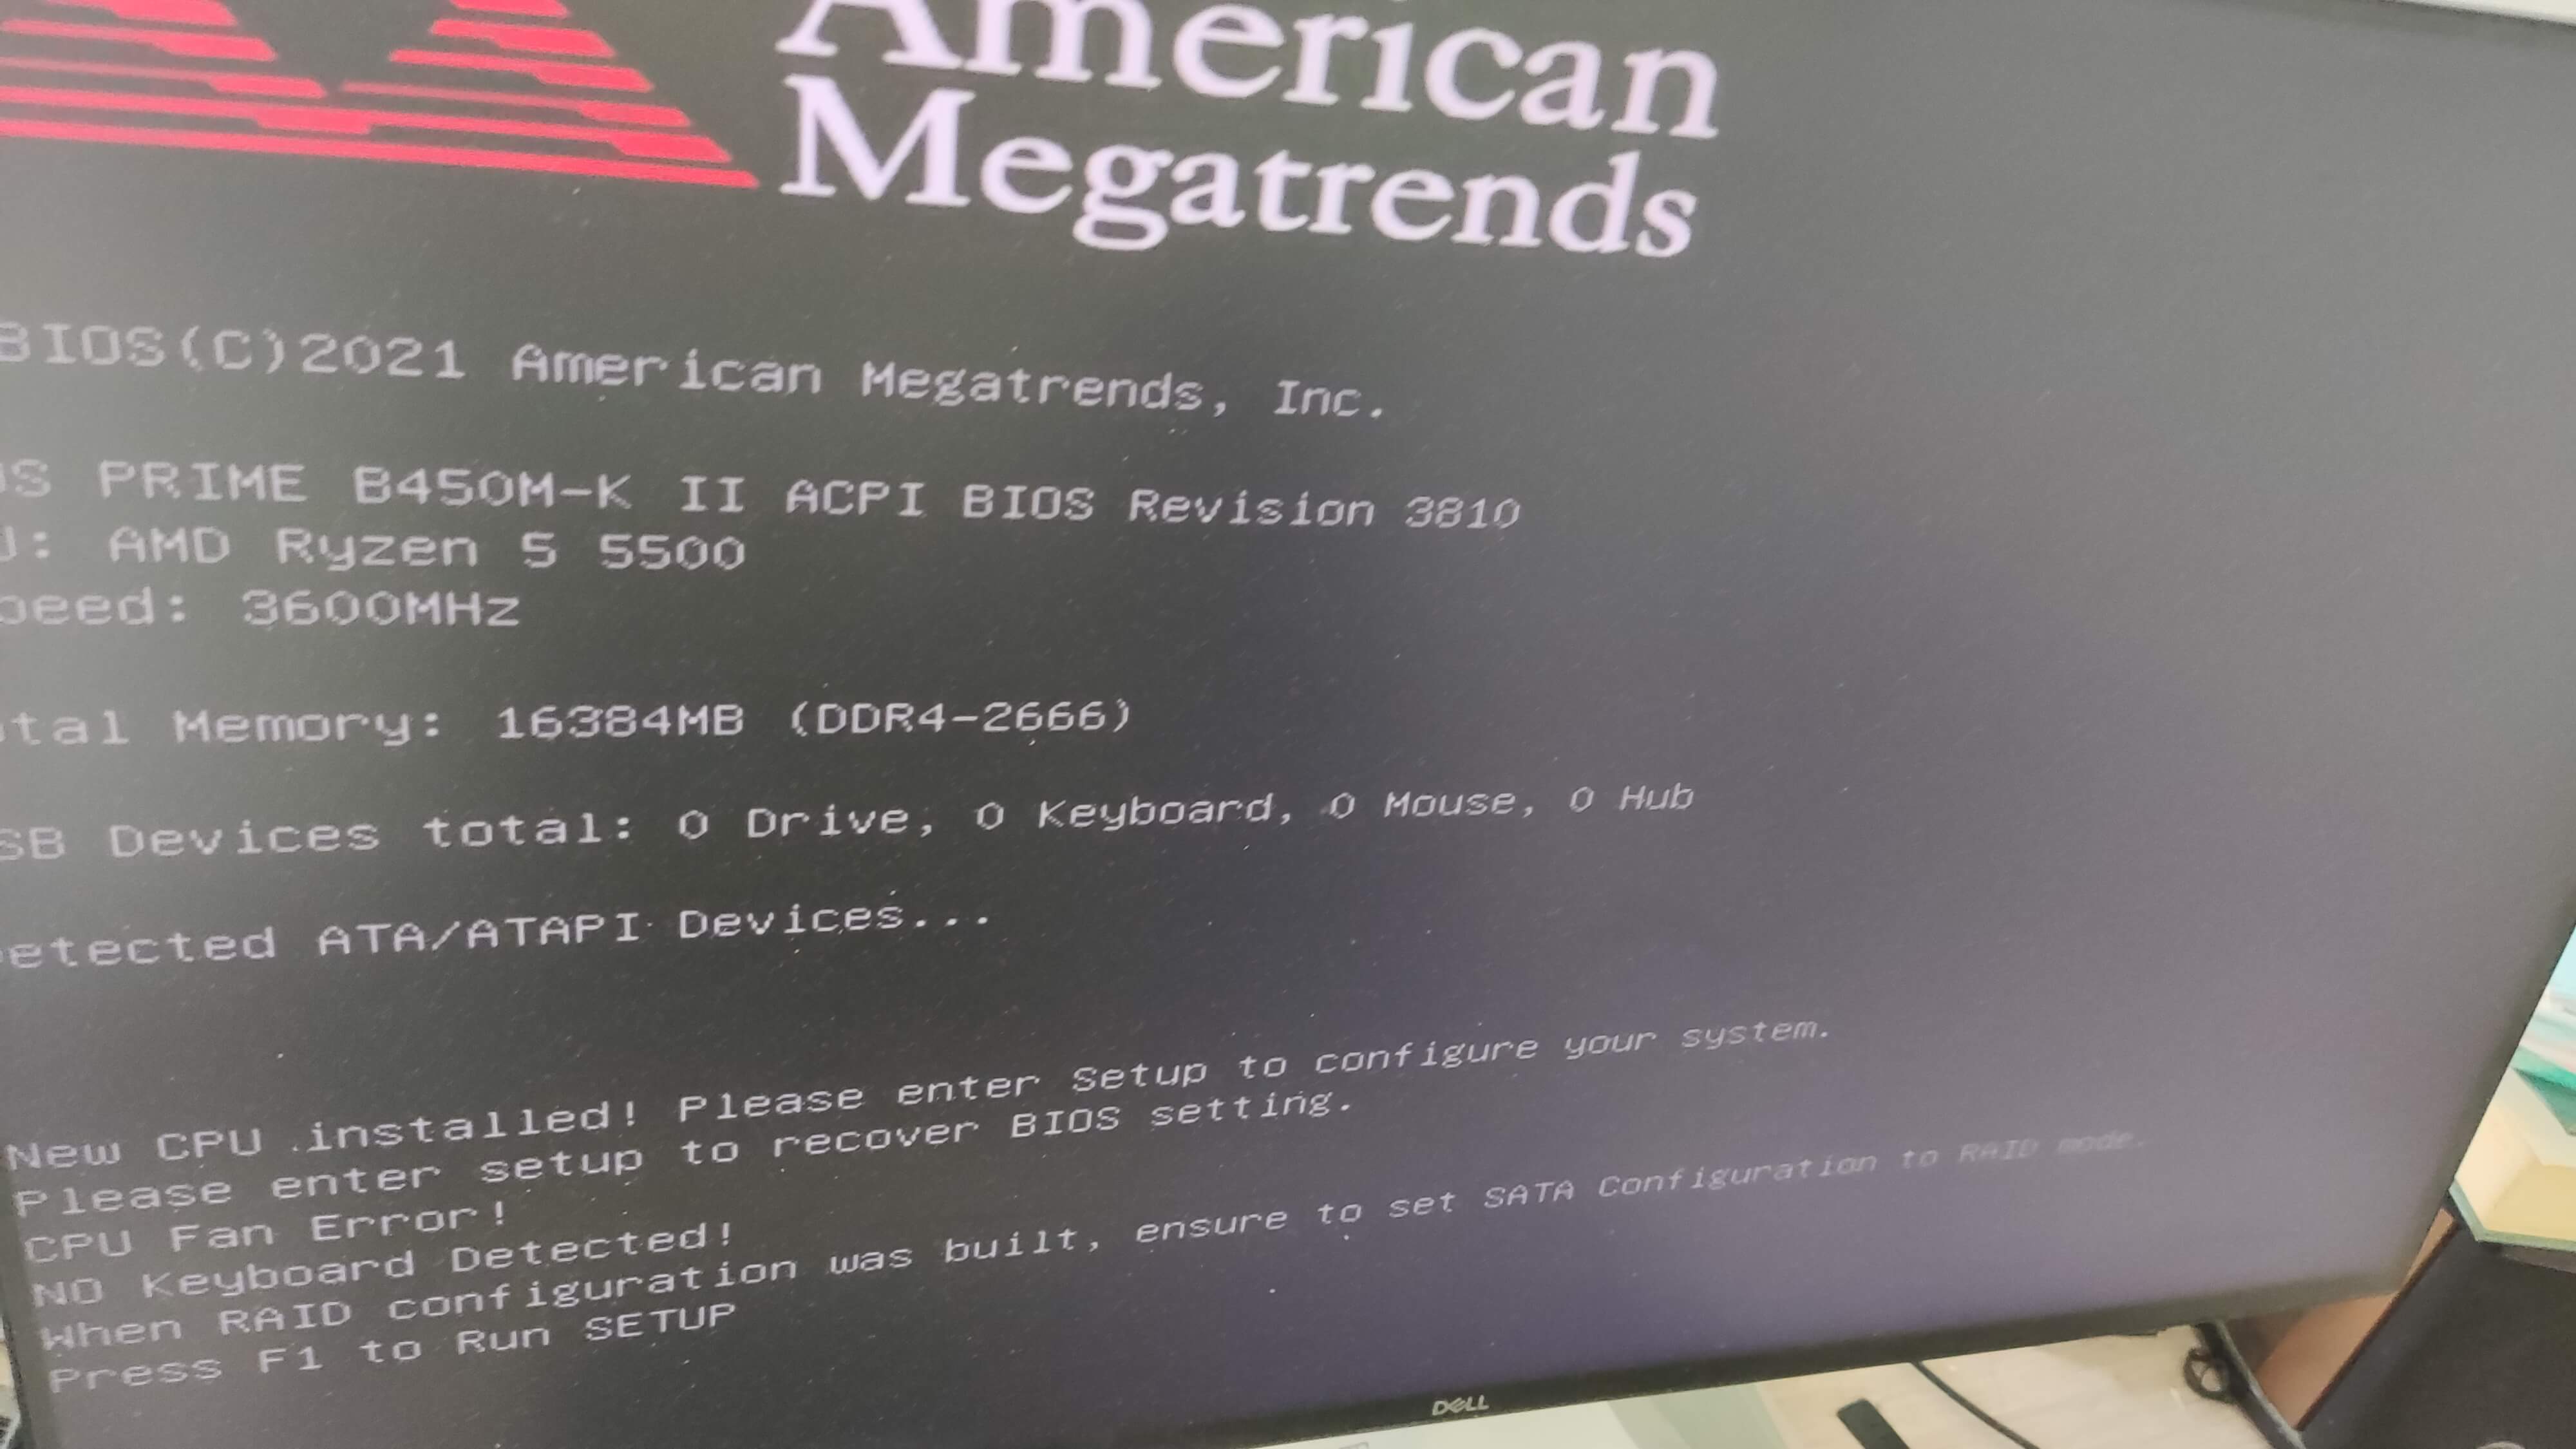 American
Megatrends
BIOS(C)2021 American Megatrends, Inc.
PRIME B450M-K II ACPI BIOS Revision 3810
AMD Ryzen 5 5500
3600MHz
Memory: 16384MB (DDR4-2666)
Devices total: 0 Drive, 0 Keyboard, 0 Mouse, 0 Hub
etected ATA/ATAPI Devices...
New CPU installed! Please enter Setup to configure your system.
Please enter setup to recover BIOS setting.
CPU Fan Error!
NO Keyboard Detected!
When RAID configuration was built, ensure to set SATA Configuration to RAID mode.
Press F1 to Run SETUP
DELL